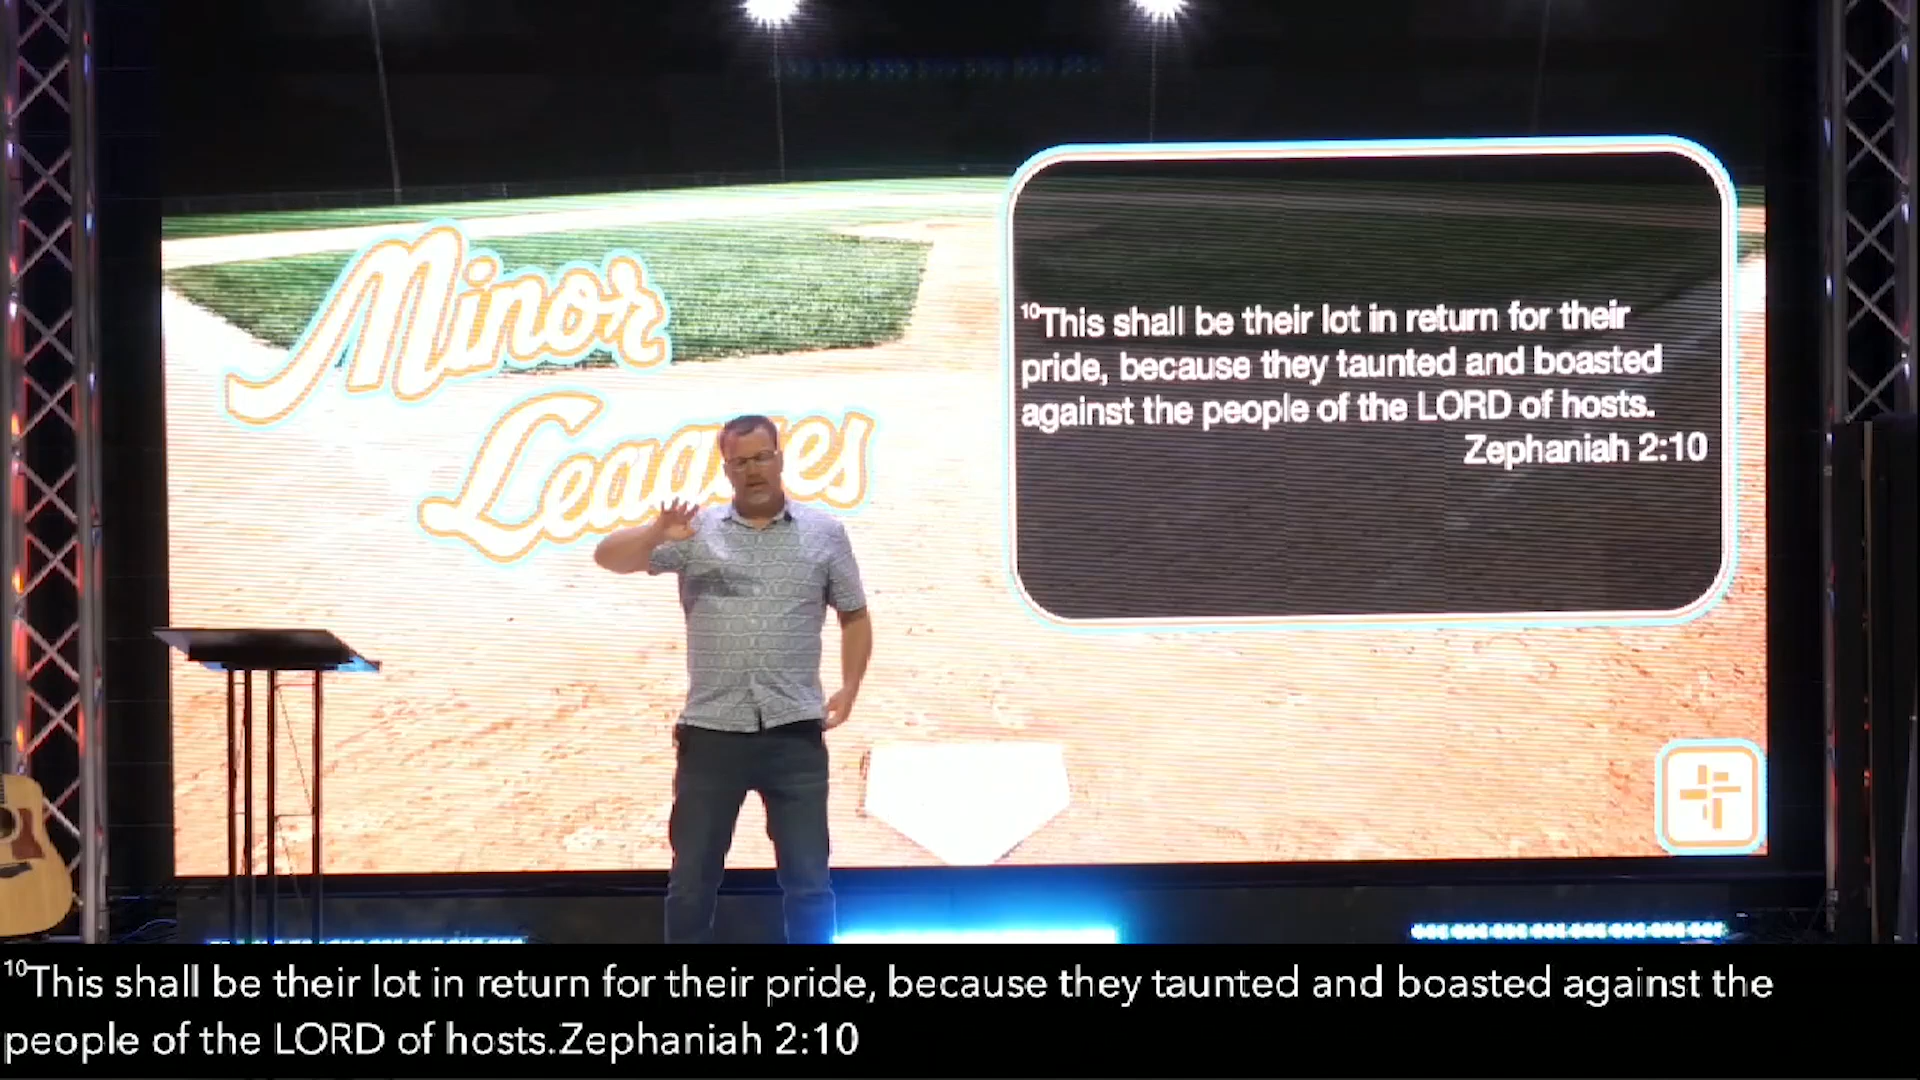 Minor
Leagues
¹⁰This shall be their lot in return for their
pride, because they taunted and boasted
against the people of the LORD of hosts.
Zephaniah 2:10
¹⁰This shall be their lot in return for their pride, because they taunted and boasted against the
people of the LORD of hosts.Zephaniah 2:10